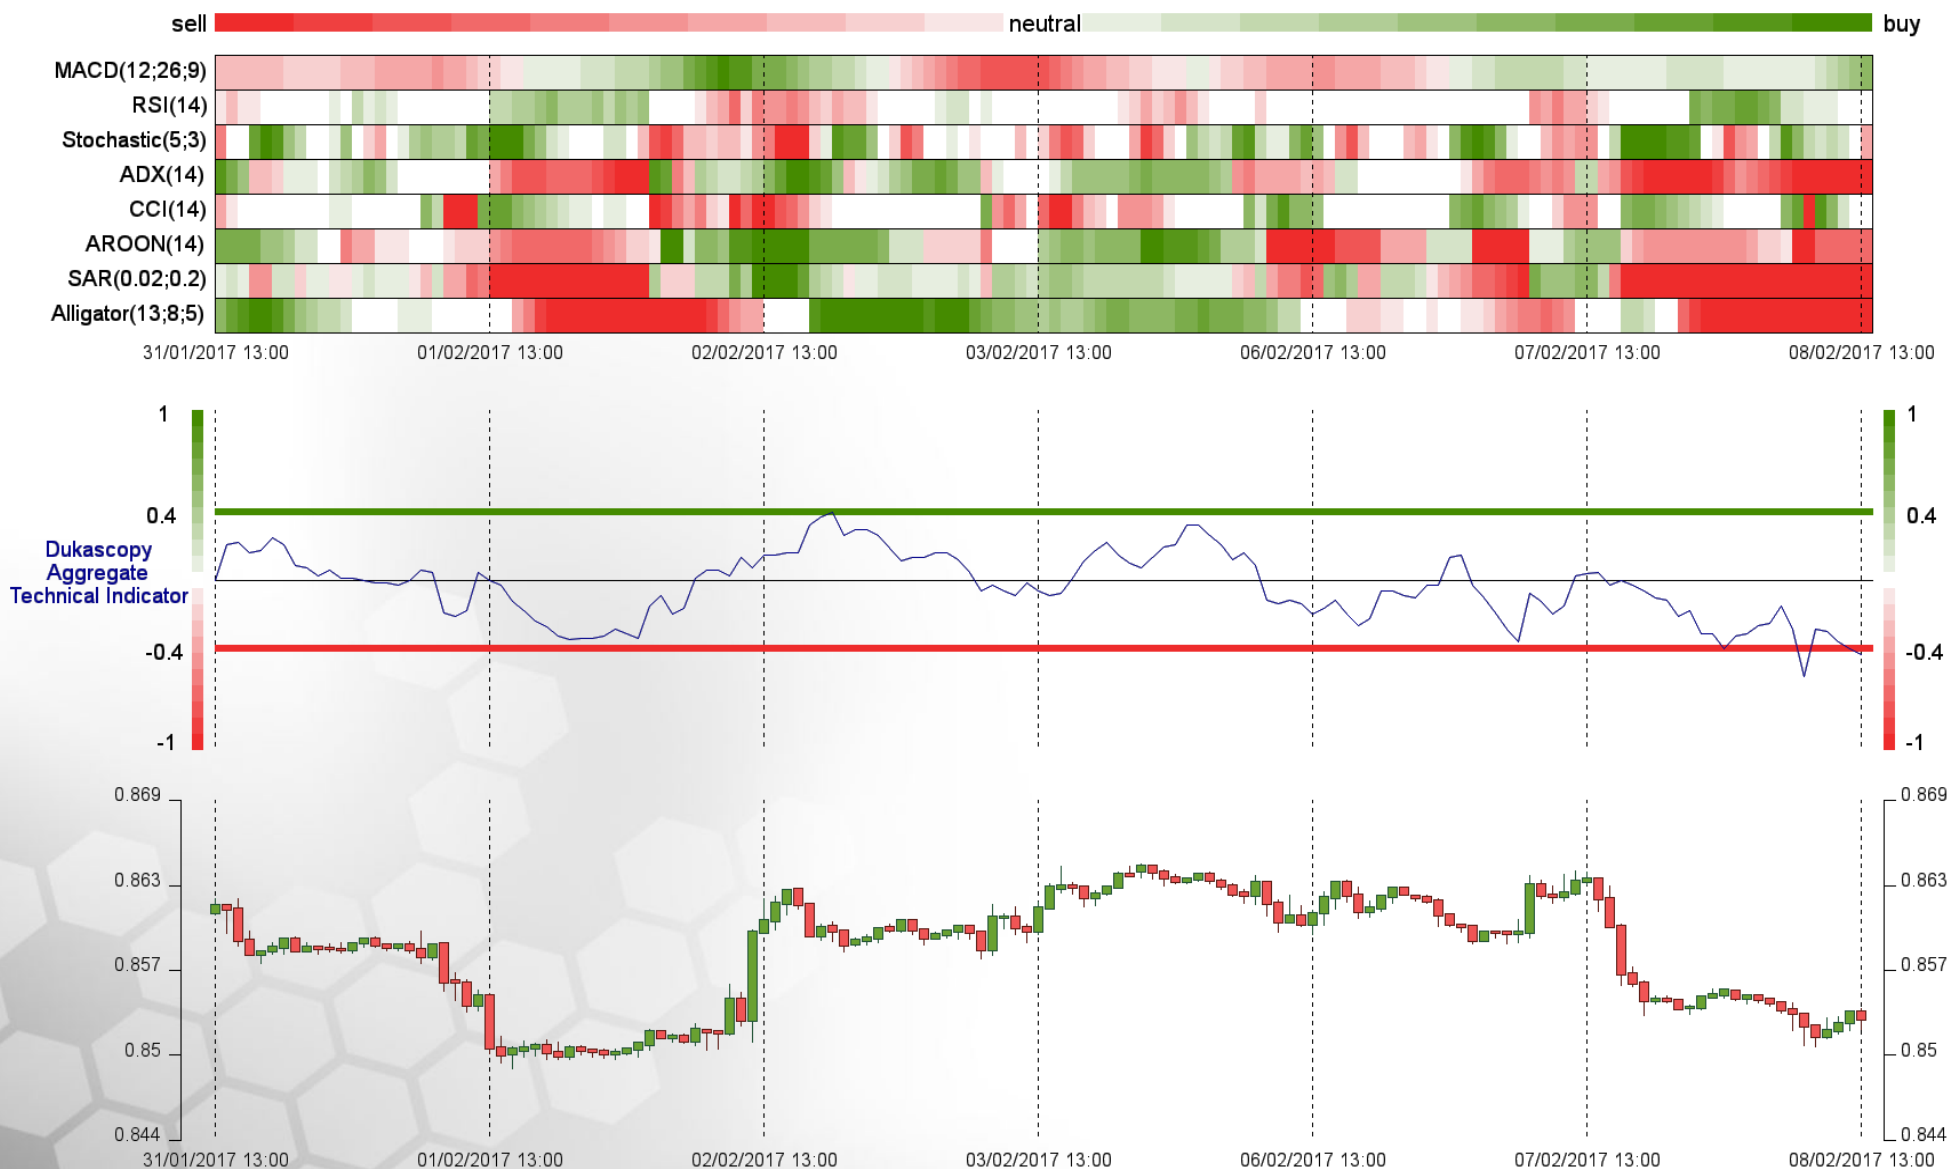 sell neutral buy
MACD(12;26;9)
RSI(14)
Stochastic(5;3)
ADX(14)
CCI(14)
AROON(14)
SAR(0.02;0.2)
Alligator(13;8;5)
31/01/2017 13:00 01/02/2017 13:00 02/02/2017 13:00 03/02/2017 13:00 06/02/2017 13:00 07/02/2017 13:00 08/02/2017 13:00
1 1
0.4 0.4
Dukascopy
Aggregate
Technical Indicator
-0.4 -0.4
-1 -1
0.869 0.869
0.863 0.863
0.857 0.857
0.85 0.85
0.844 0.844
31/01/2017 13:00 01/02/2017 13:00 02/02/2017 13:00 03/02/2017 13:00 06/02/2017 13:00 07/02/2017 13:00 08/02/2017 13:00